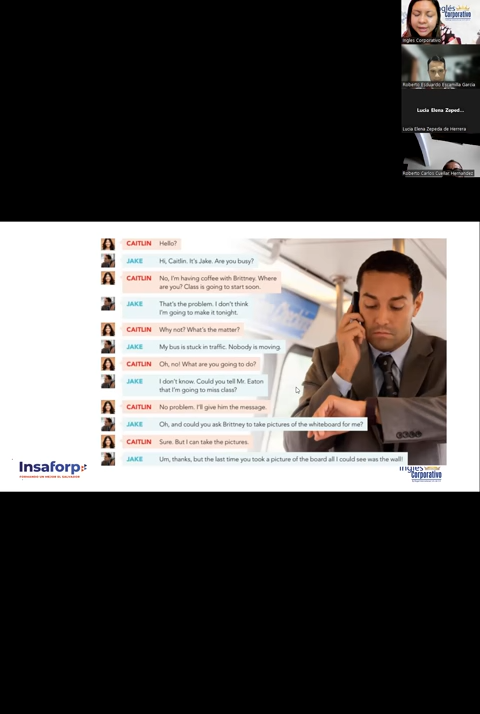 Inglés Corporativo
Roberto Eduardo Escamilla Garcia
Lucia Elena Zeped...
Lucia Elena Zepeda de Herrera
Roberto Carlos Cuellar Hernandez
CAITLIN Hello?
JAKE Hi, Caitlin. It's Jake. Are you busy?
CAITLIN No, I'm having coffee with Brittney. Where
are you? Class is going to start soon.
JAKE That's the problem. I don't think
I'm going to make it tonight.
CAITLIN Why not? What's the matter?
JAKE My bus is stuck in traffic. Nobody is moving.
CAITLIN Oh, no! What are you going to do?
JAKE I don't know. Could you tell Mr. Eaton
that I'm going to miss class?
CAITLIN No problem. I'll give him the message.
JAKE Oh, and could you ask Brittney to take pictures of the whiteboard for me?
CAITLIN Sure. But I can take the pictures.
JAKE Um, thanks, but the last time you took a picture of the board all I could see was the wall!
Insaforp
Inglés
Corporativo